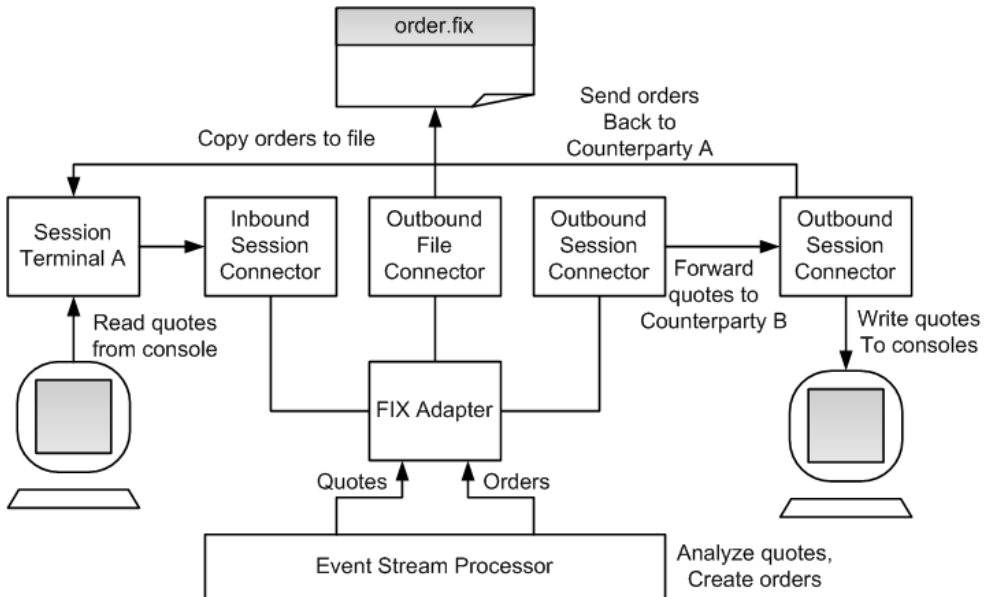 order.fix
Send orders
Back to
Counterparty A
Copy orders to file
Session
Terminal A
Inbound
Session
Connector
Outbound
File
Connector
Outbound
Session
Connector
Outbound
Session
Connector
Forward
quotes to
Counterparty B
Read quotes
from console
Write quotes
To consoles
FIX Adapter
Quotes
Orders
Event Stream Processor
Analyze quotes,
Create orders